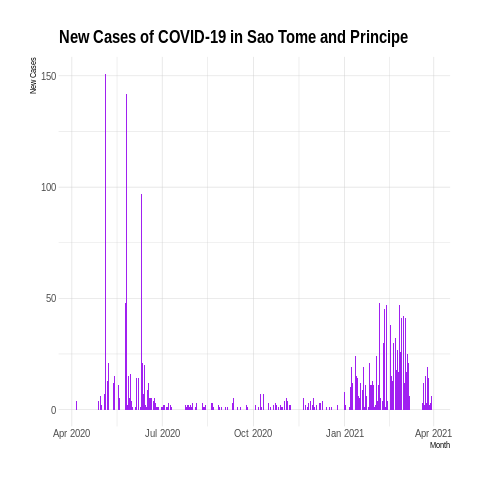 New Cases of COVID-19 in Sao Tome and Principe
New Cases
150
100
50
0
Apr 2020 Jul 2020 Oct 2020 Jan 2021 Apr 2021
Month